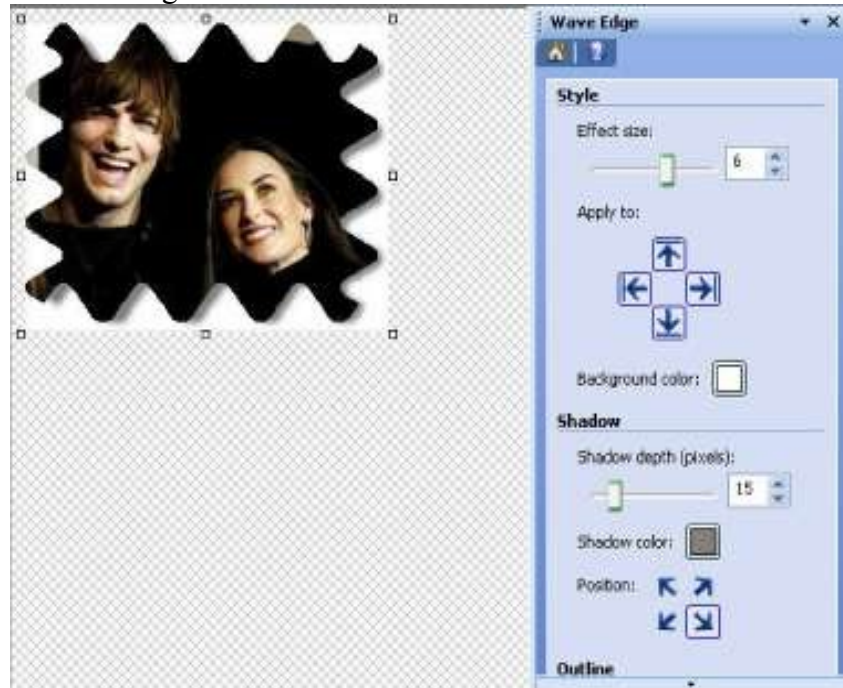 Wave Edge
Style
Effect size:
6
Apply to:
Background color:
Shadow
Shadow depth (pixels):
15
Shadow color:
Position:
Outline